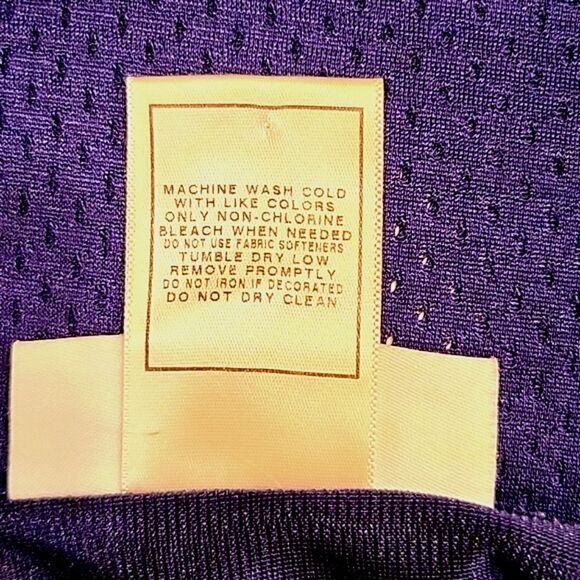 MACHINE WASH COLD
WITH LIKE COLORS
ONLY NON-CHLORINE
BLEACH WHEN NEEDED
DO NOT USE FABRIC SOFTENERS
TUMBLE DRY LOW
REMOVE PROMPTLY
DO NOT IRON IF DECORATED
DO NOT DRY CLEAN